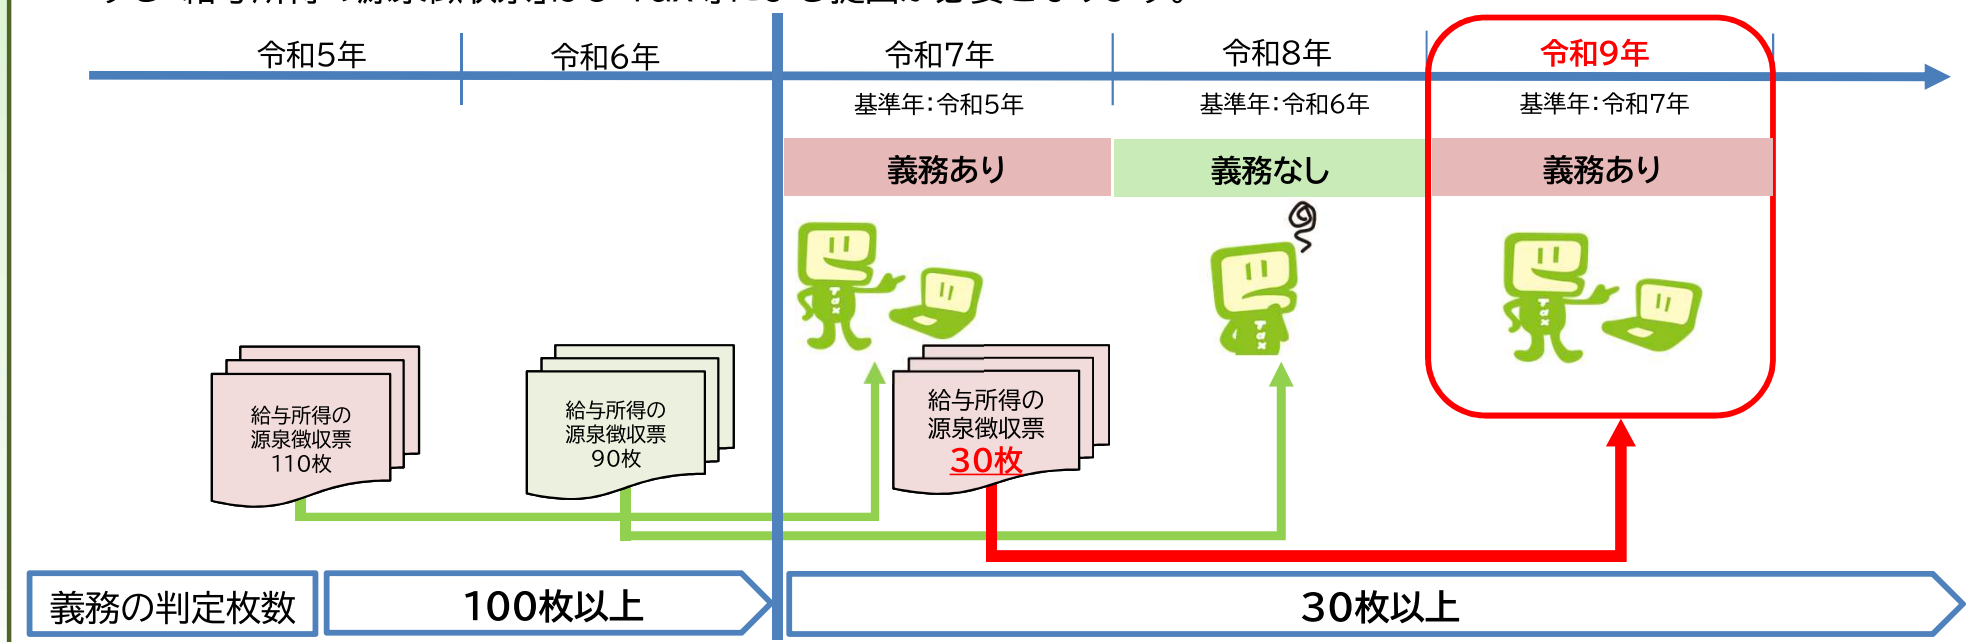 令和5年
令和6年
令和7年
令和8年
令和9年
基準年：令和5年
基準年：令和6年
基準年：令和7年
義務あり
義務なし
義務あり
Tax
Tax
Tax
給与所得の
源泉徴収票
110枚
給与所得の
源泉徴収票
90枚
給与所得の
源泉徴収票
30枚
義務の判定枚数
100枚以上
30枚以上